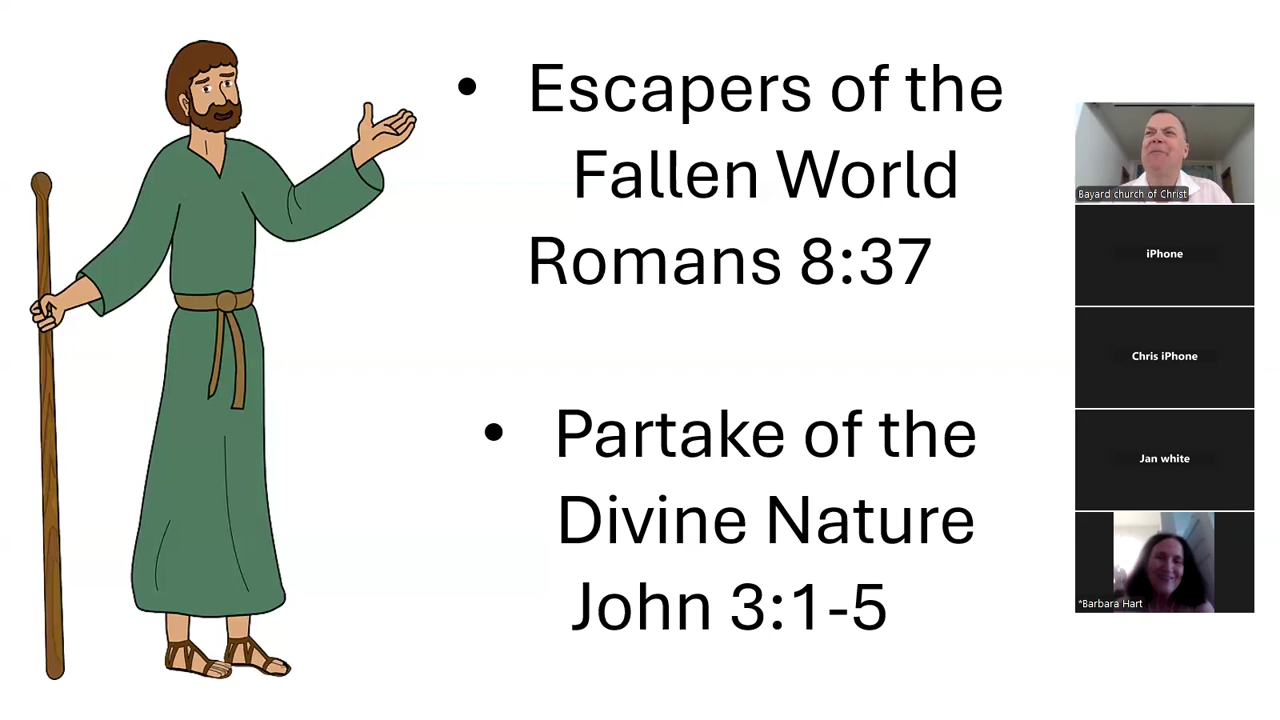 • Escapers of the
Fallen World
Romans 8:37
• Partake of the
Divine Nature
John 3:1-5
Bayard church of Christ
iPhone
Chris iPhone
Jan white
*Barbara Hart